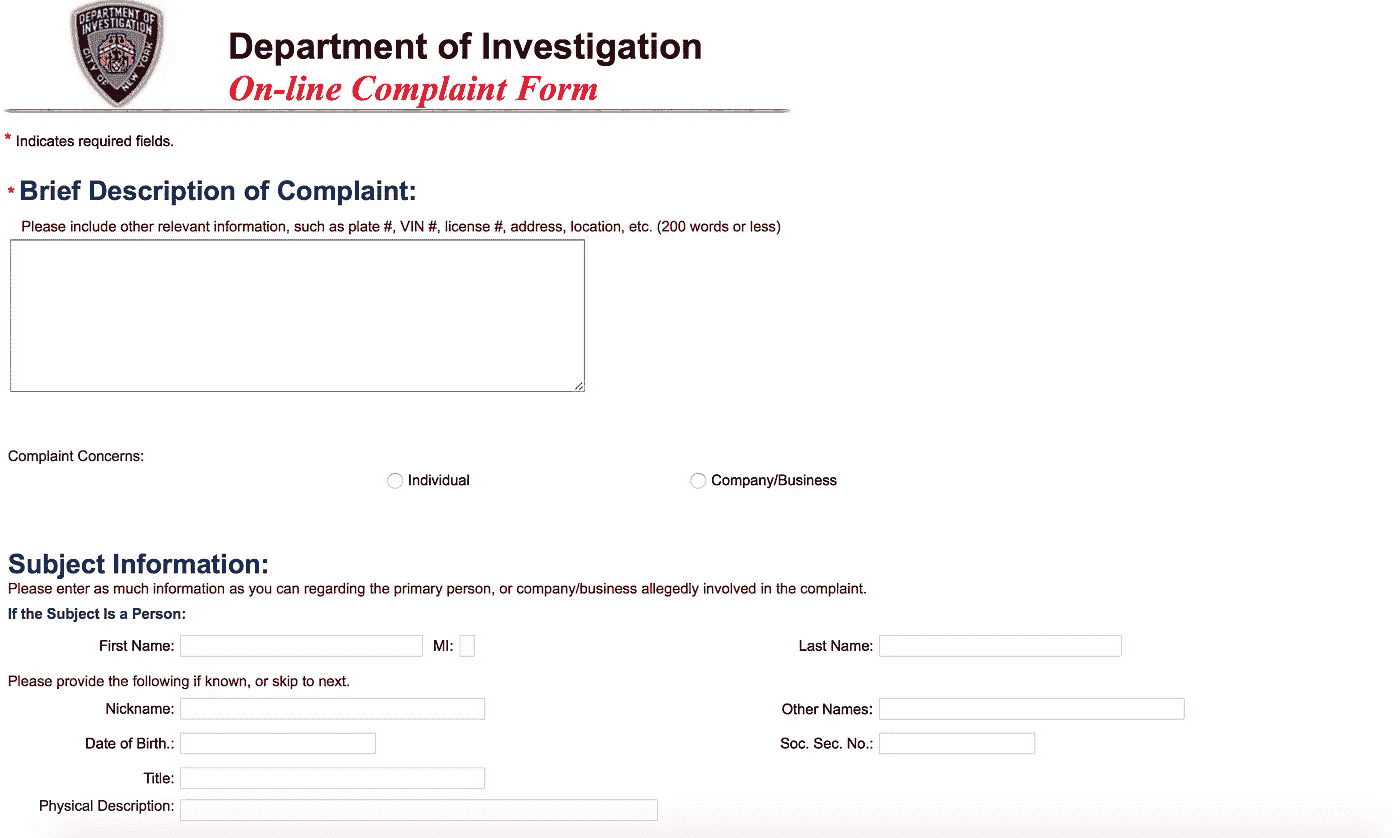 DEPARTMENT OF
INVESTIGATION
CITY OF NEW YORK
Department of Investigation
On-line Complaint Form
* Indicates required fields.
* Brief Description of Complaint:
Please include other relevant information, such as plate #, VIN #, license #, address, location, etc. (200 words or less)
Complaint Concerns:
Individual Company/Business
Subject Information:
Please enter as much information as you can regarding the primary person, or company/business allegedly involved in the complaint.
If the Subject Is a Person:
First Name: MI: Last Name:
Please provide the following if known, or skip to next.
Nickname: Other Names:
Date of Birth.: Soc. Sec. No.:
Title:
Physical Description: